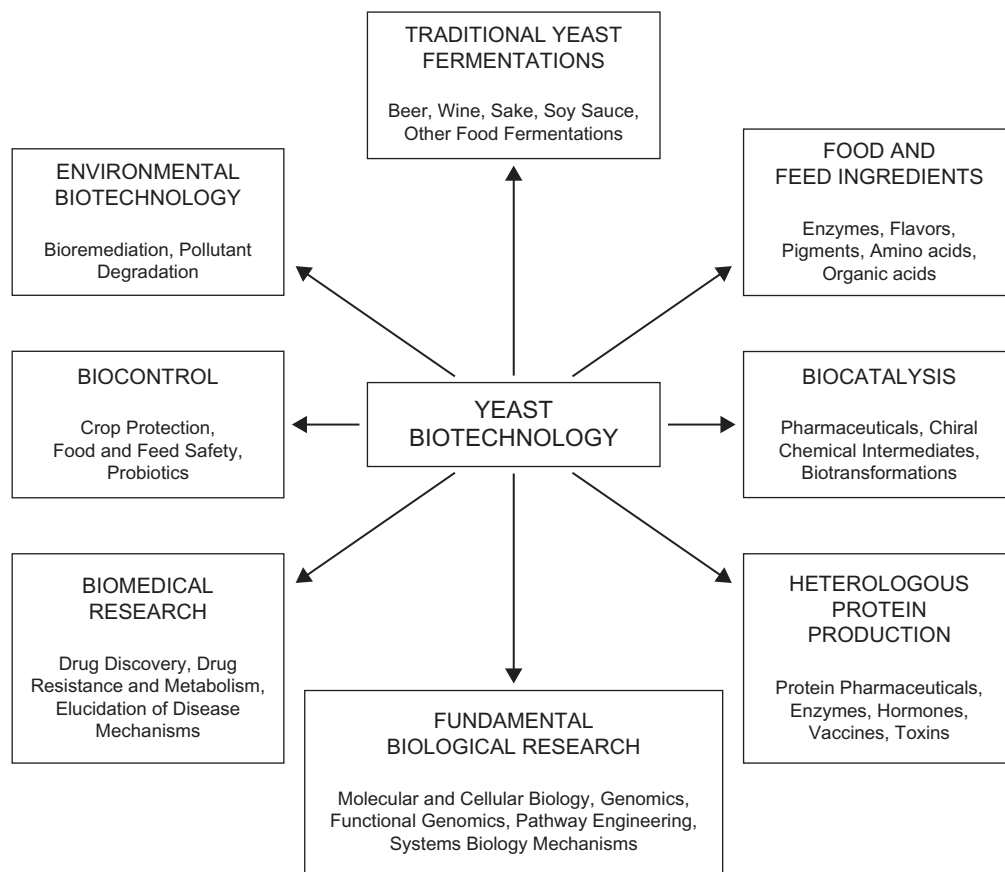 TRADITIONAL YEAST
FERMENTATIONS
Beer, Wine, Sake, Soy Sauce,
Other Food Fermentations
ENVIRONMENTAL
BIOTECHNOLOGY
Bioremediation, Pollutant
Degradation
FOOD AND
FEED INGREDIENTS
Enzymes, Flavors,
Pigments, Amino acids,
Organic acids
BIOCONTROL
Crop Protection,
Food and Feed Safety,
Probiotics
YEAST
BIOTECHNOLOGY
BIOCATALYSIS
Pharmaceuticals, Chiral
Chemical Intermediates,
Biotransformations
BIOMEDICAL
RESEARCH
Drug Discovery, Drug
Resistance and Metabolism,
Elucidation of Disease
Mechanisms
FUNDAMENTAL
BIOLOGICAL RESEARCH
Molecular and Cellular Biology, Genomics,
Functional Genomics, Pathway Engineering,
Systems Biology Mechanisms
HETEROLOGOUS
PROTEIN
PRODUCTION
Protein Pharmaceuticals,
Enzymes, Hormones,
Vaccines, Toxins